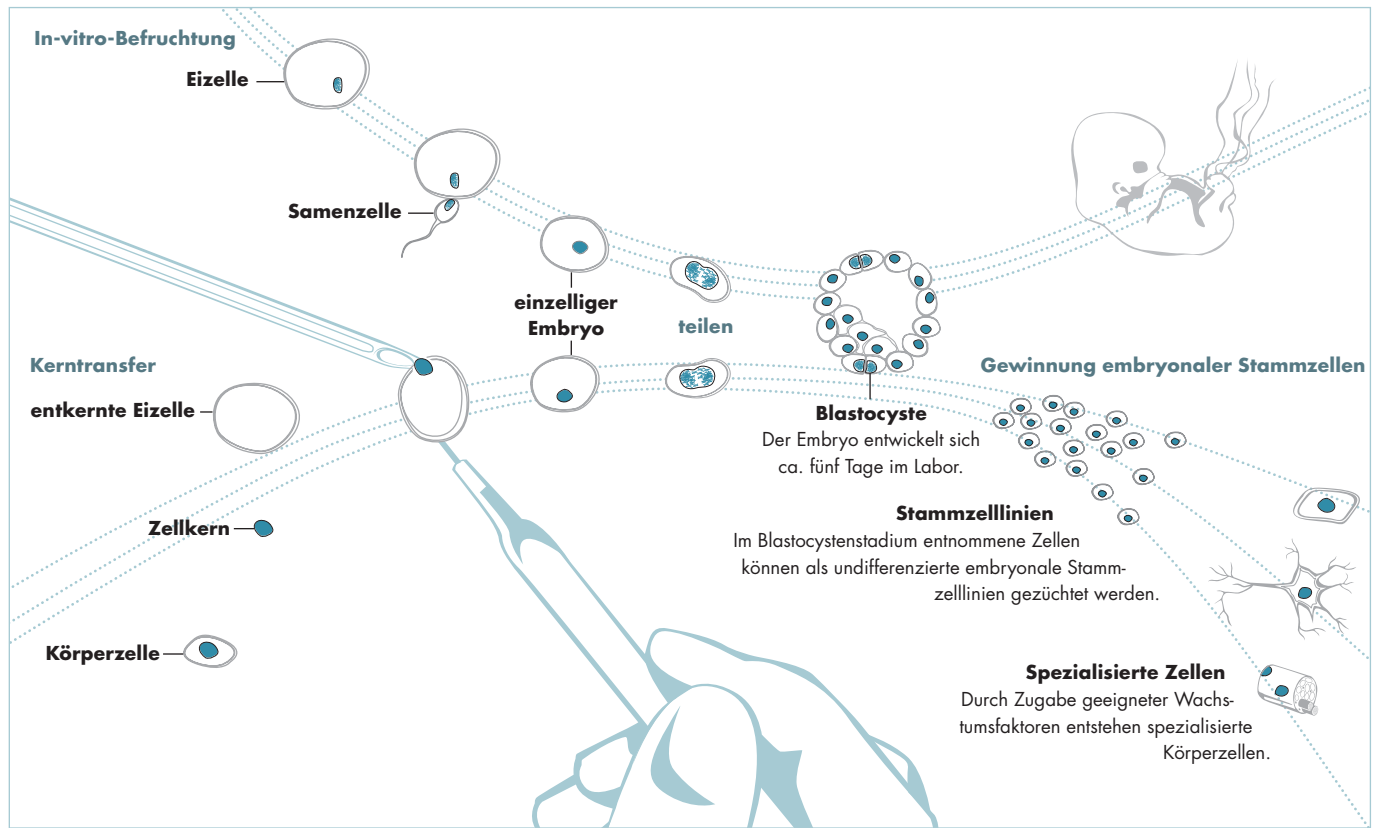 In-vitro-Befruchtung
Eizelle
Samenzelle
einzelliger
Embryo
teilen
Kerntransfer
entkernte Eizelle
Zellkern
Körperzelle
Blastocyste
Der Embryo entwickelt sich
ca. fünf Tage im Labor.
Gewinnung embryonaler Stammzellen
Stammzelllinien
Im Blastocystenstadium entnommene Zellen
können als undifferenzierte embryonale Stamm-
zelllinien gezüchtet werden.
Spezialisierte Zellen
Durch Zugabe geeigneter Wachs-
tumsfaktoren entstehen spezialisierte
Körperzellen.